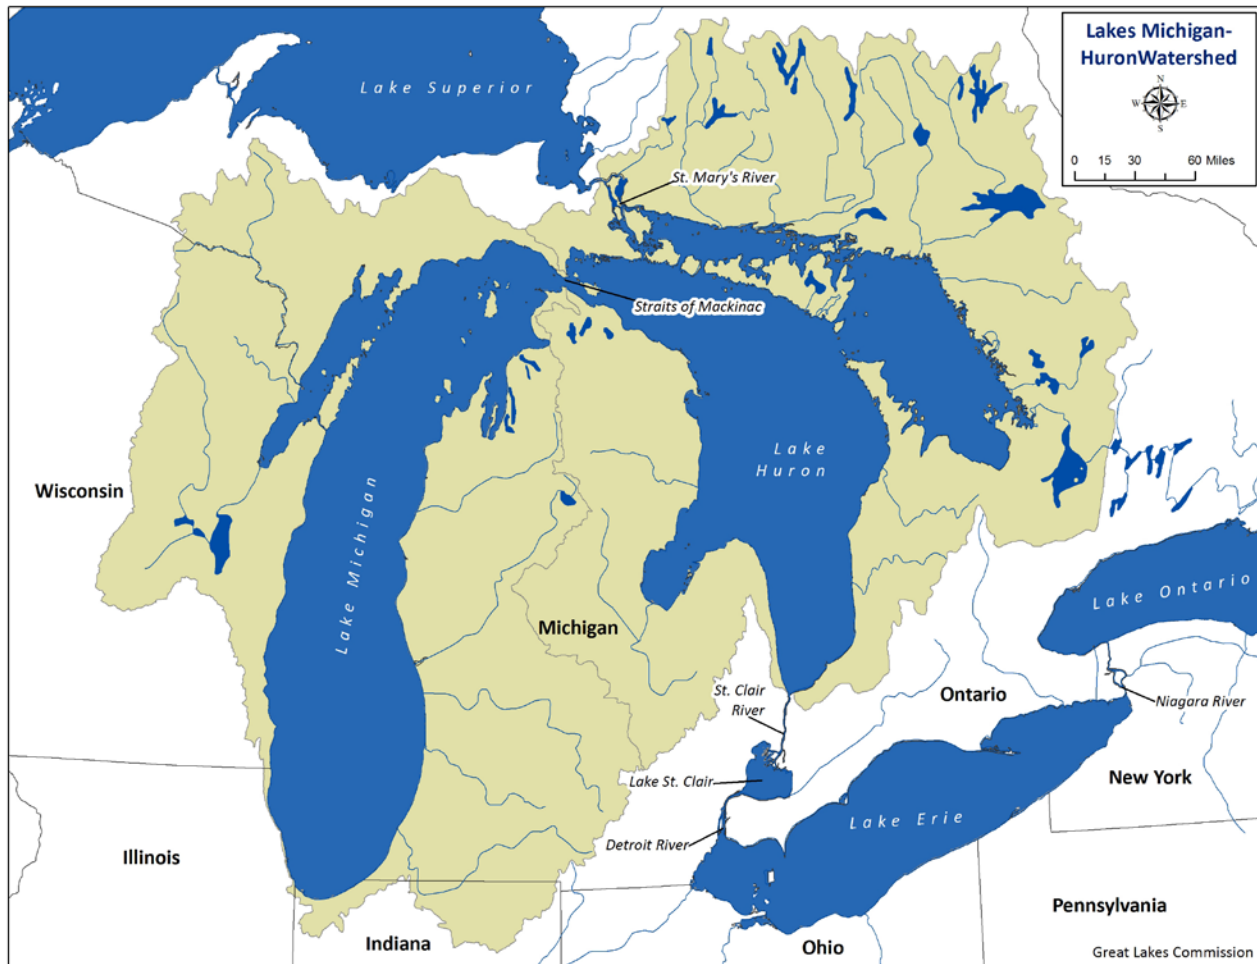 Lakes Michigan-
HuronWatershed
N
W
E
S
0 15 30 60 Miles
Lake Superior
St. Mary's River
Straits of Mackinac
Lake
Huron
Wisconsin
Lake Michigan
Michigan
Lake Ontario
St. Clair
River
Ontario
Niagara River
Lake St. Clair
New York
Lake Erie
Detroit River
Illinois
Pennsylvania
Indiana
Ohio
Great Lakes Commission